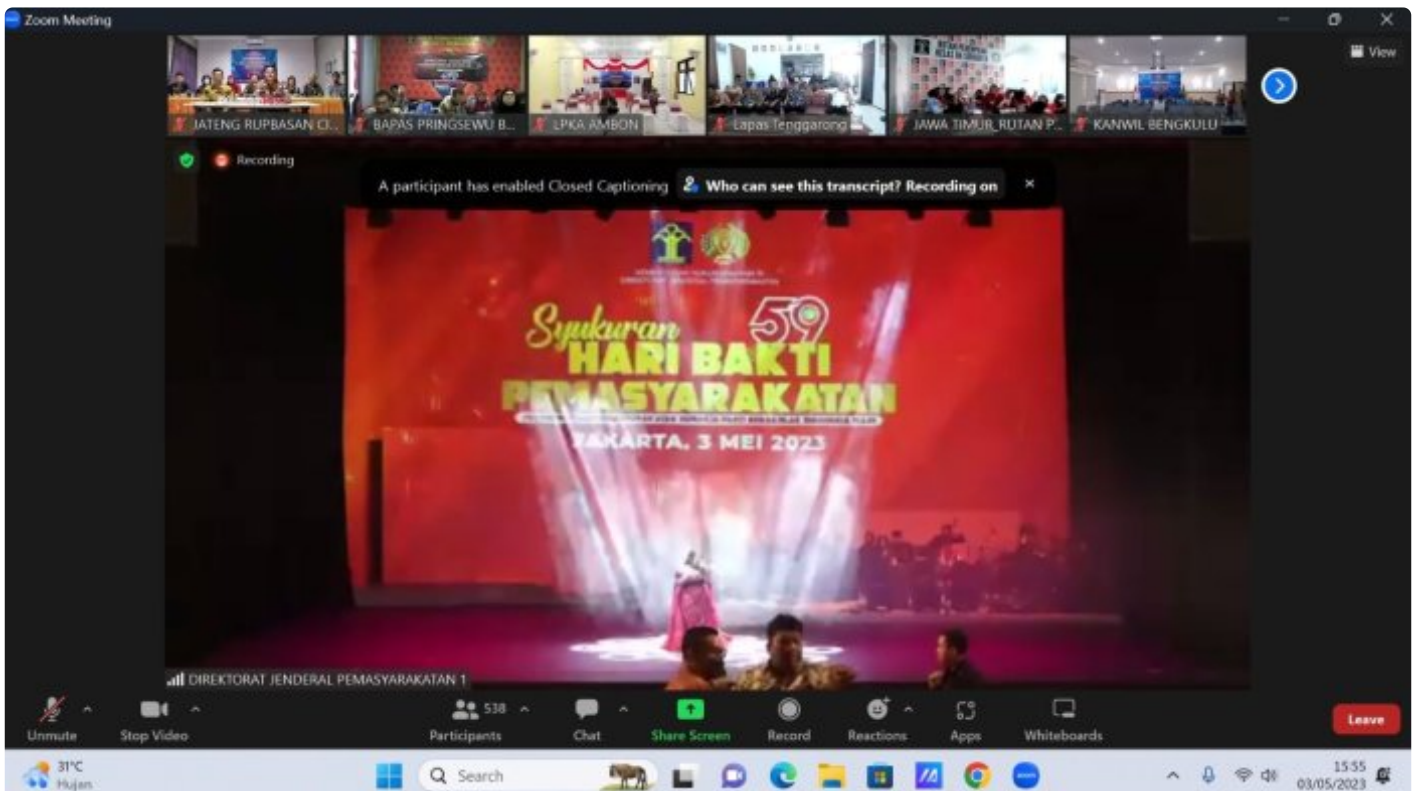 Zoom Meeting
View
JATENG RUPBASAN CI...
BAPAS PRINGSEWU B...
LPKA AMBON
Lapas Tenggarong
JAWA TIMUR_RUTAN P...
KANWIL BENGKULU
Recording
A participant has enabled Closed Captioning
Who can see this transcript? Recording on
Syukuran 59
HARI BAKTI
PEMASYARAKATAN
JAKARTA, 3 MEI 2023
DIREKTORAT JENDERAL PEMASYARAKATAN 1
538
Unmute
Stop Video
Participants
Chat
Share Screen
Record
Reactions
Apps
Whiteboards
Leave
31°C
Hujan
Search
15:55
03/05/2023